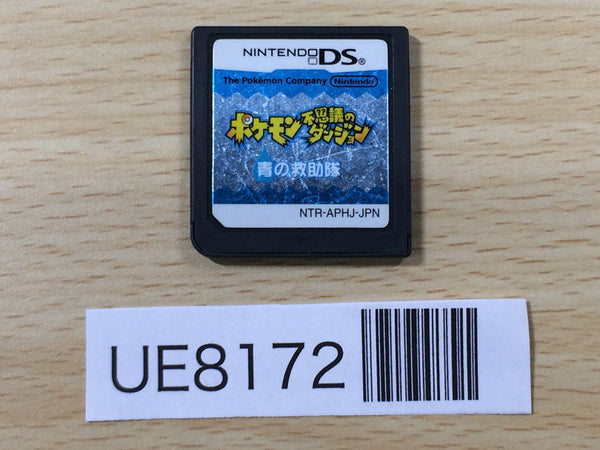 NINTENDO DS®
The Pokémon Company Nintendo
ポケモン不思議のダンジョン
青の救助隊
NTR-APHJ-JPN
UE8172